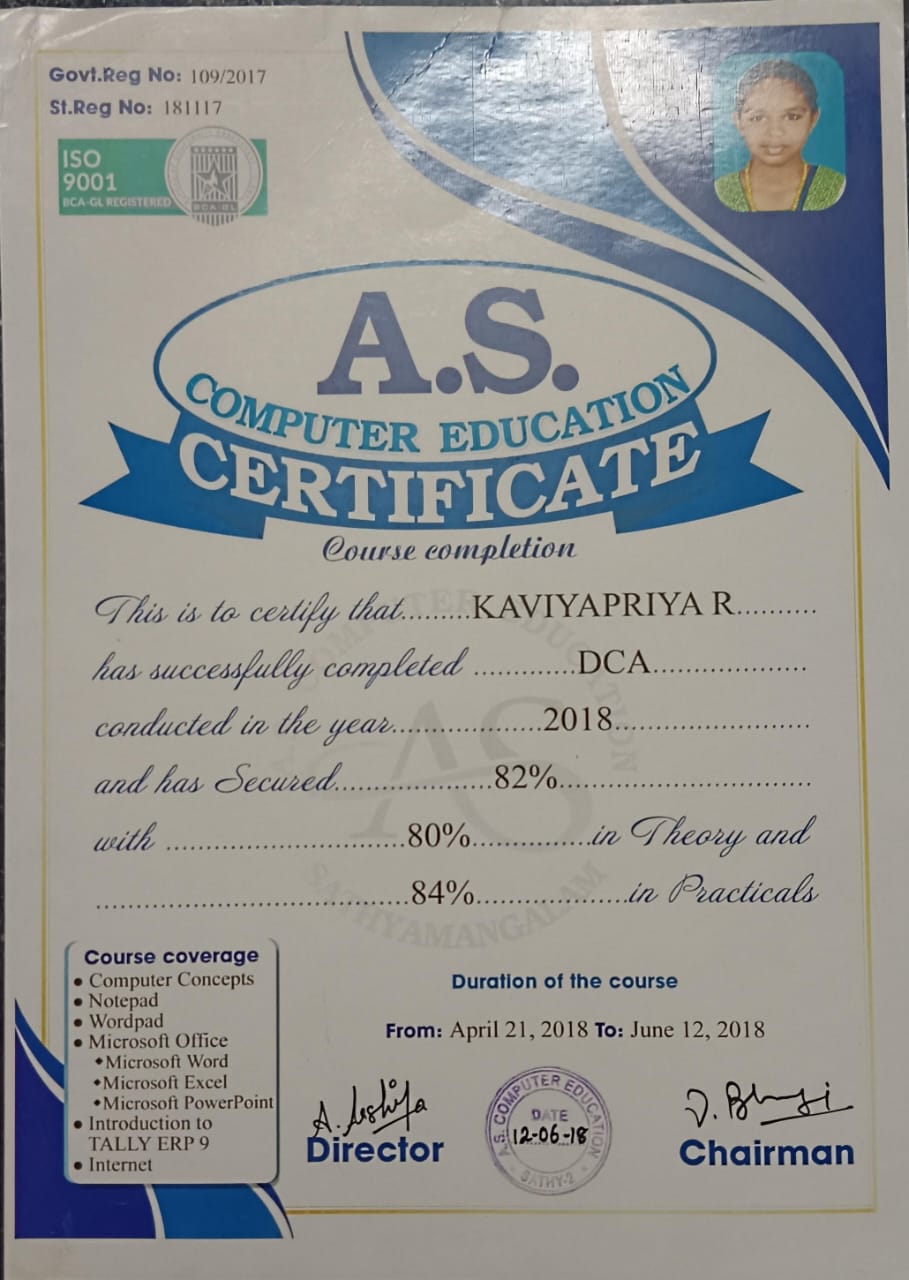 Govt.Reg No: 109/2017
St.Reg No: 181117
ISO
9001
BCA-GL REGISTERED
BCA-GL
A.S.
COMPUTER EDUCATION
CERTIFICATE
Course completion
This is to certify that.........KAVIYAPRIYA R..........
has successfully completed ............DCA..................
conducted in the year..................2018.......................
and has Secured...................82%.............................
with ............................80%..............in Theory and
.....................................84%..................in Practicals
A.S. COMPUTER EDUCATION
AS
SATHYAMANGALAM
Course coverage
• Computer Concepts
• Notepad
• Wordpad
• Microsoft Office
◆Microsoft Word
◆Microsoft Excel
◆Microsoft PowerPoint
• Introduction to
TALLY ERP 9
• Internet
Duration of the course
From: April 21, 2018 To: June 12, 2018
Director
A.S. COMPUTER EDUCATION
DATE
12-06-18
* SATHY-2 *
Chairman